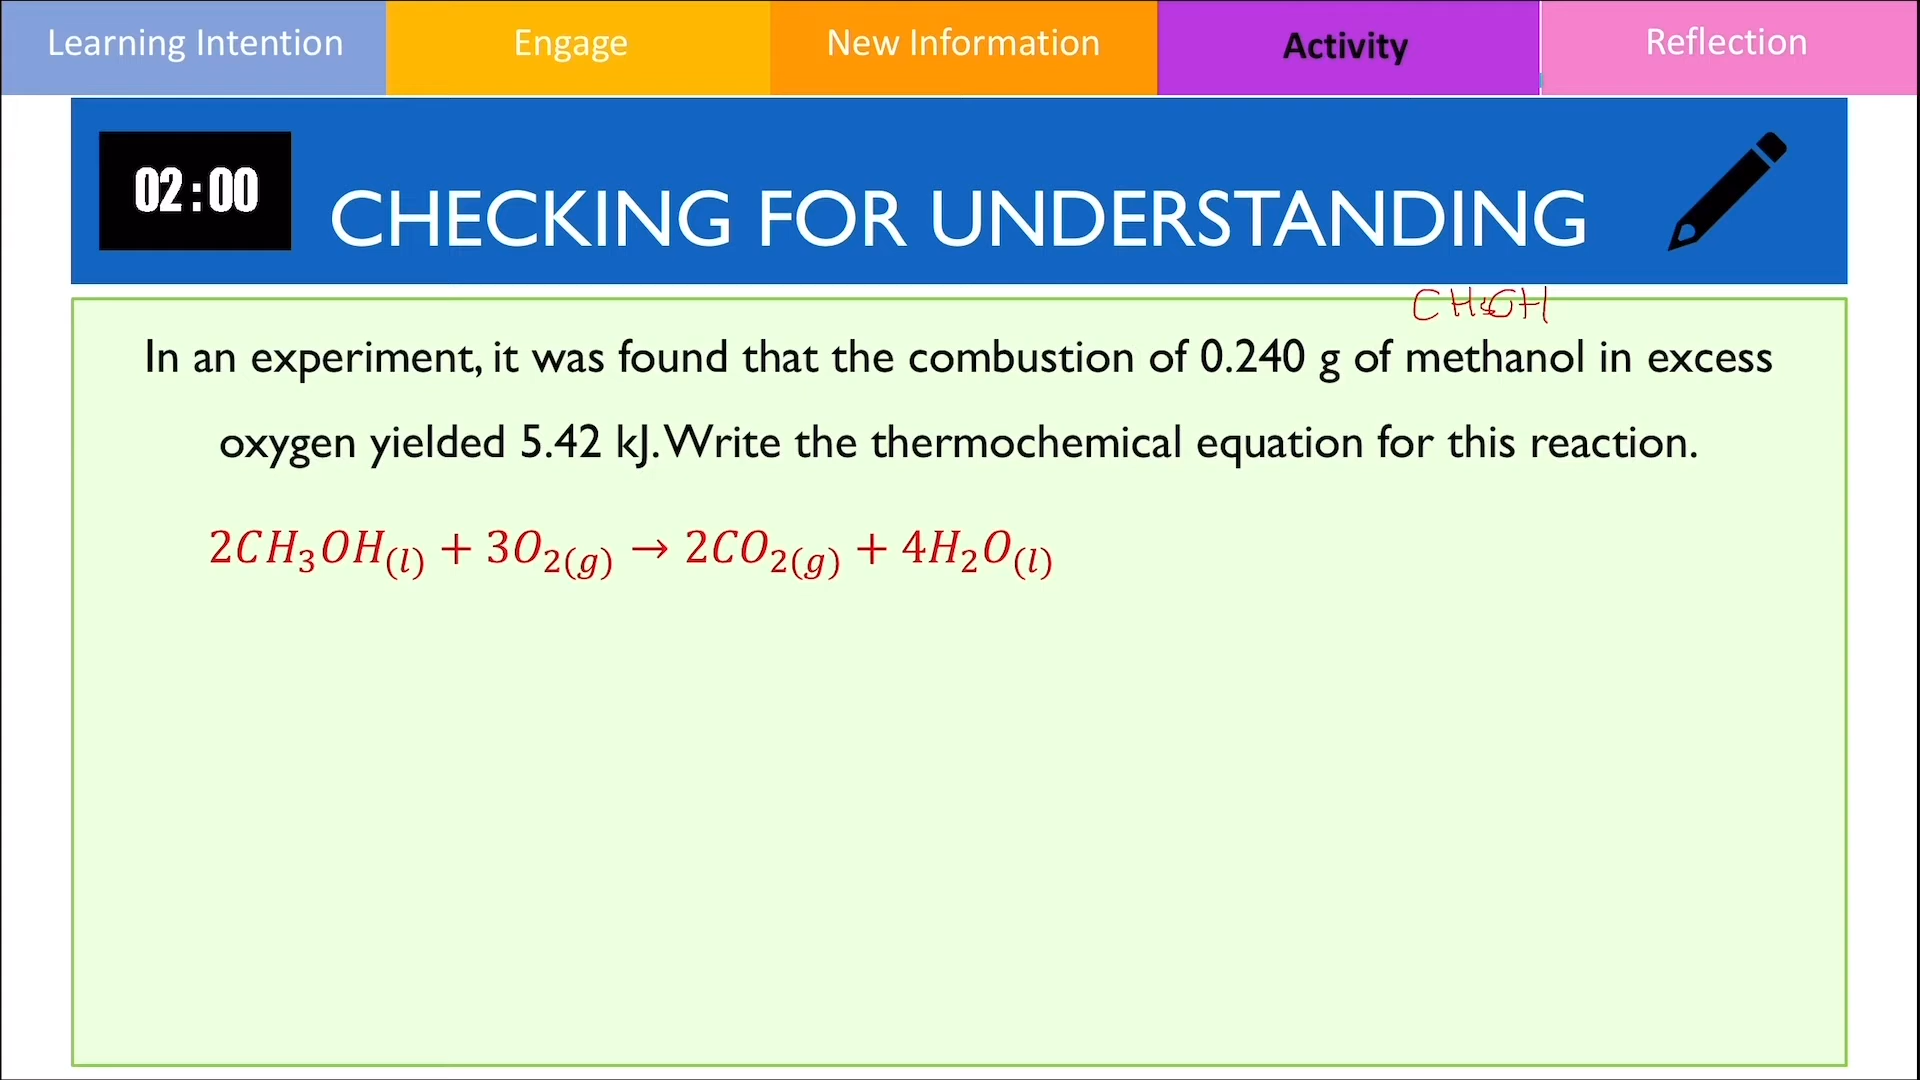 Learning Intention
Engage
New Information
Activity
Reflection
02:00
CHECKING FOR UNDERSTANDING
CH₃OH
In an experiment, it was found that the combustion of 0.240 g of methanol in excess
oxygen yielded 5.42 kJ. Write the thermochemical equation for this reaction.
2CH₃OH₍l₎ + 3O₂₍g₎ → 2CO₂₍g₎ + 4H₂O₍l₎